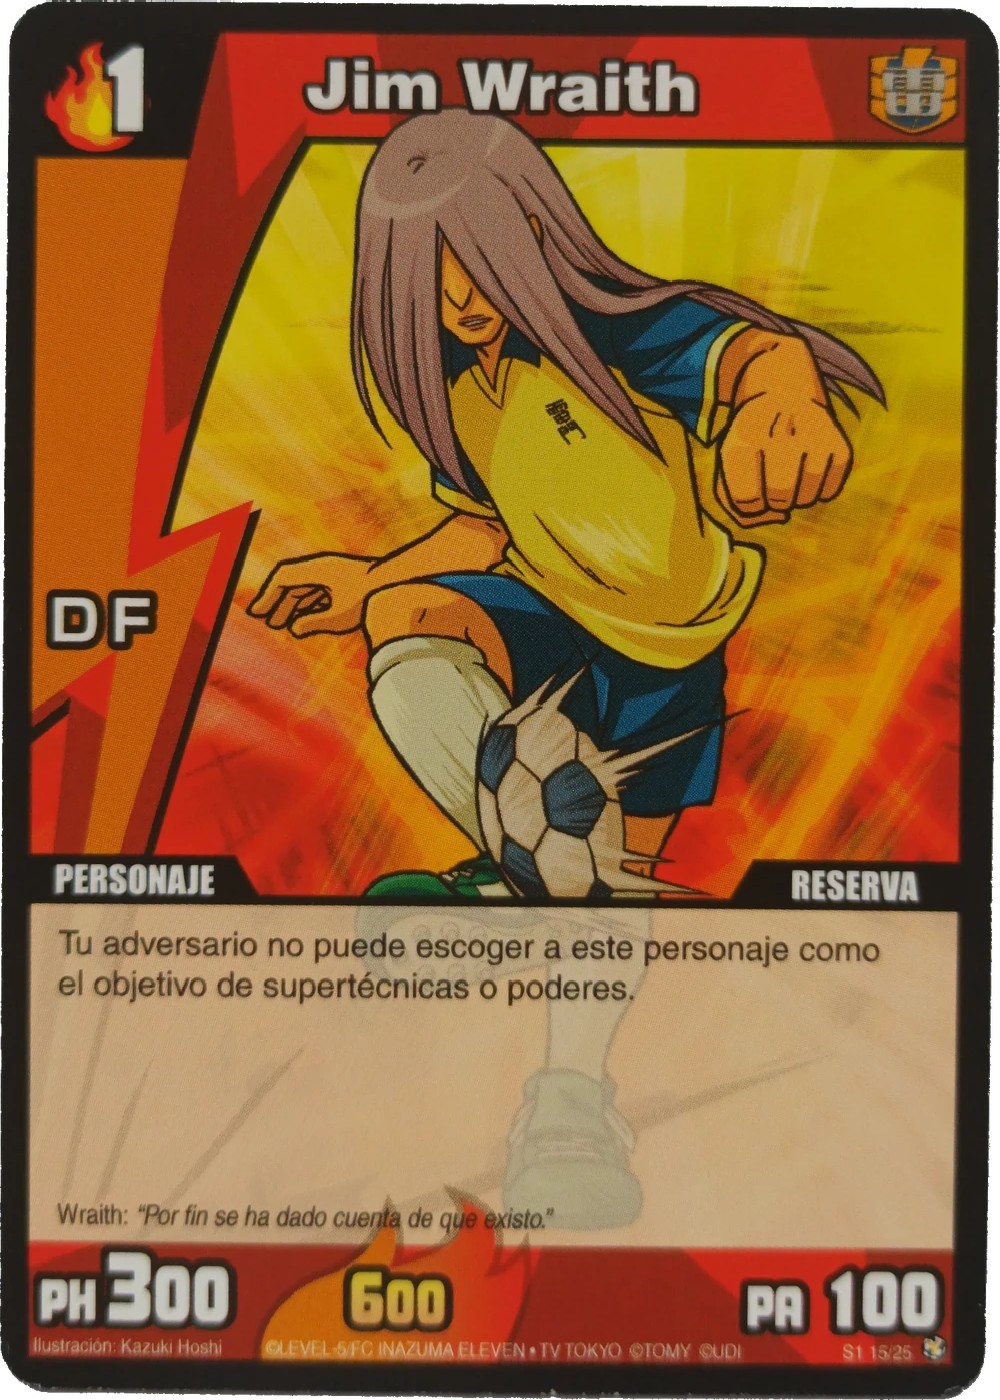 1
Jim Wraith
DF
PERSONAJE
RESERVA
Tu adversario no puede escoger a este personaje como
el objetivo de supertécnicas o poderes.
Wraith: “Por fin se ha dado cuenta de que existo.”
PH 300
600
PA 100
Ilustración: Kazuki Hoshi
©LEVEL-5/FC INAZUMA ELEVEN • TV TOKYO ©TOMY ©UDI
S1 15/25